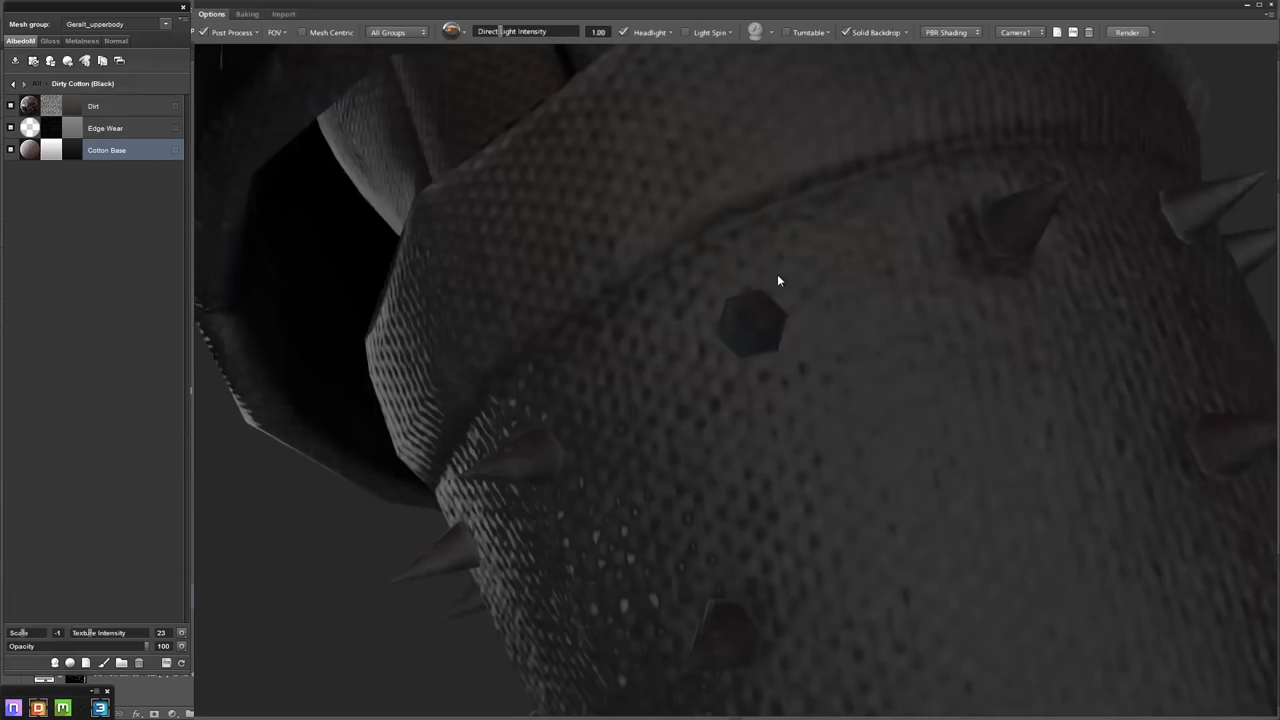 Mesh group: Geralt_upperbody
AlbedoM Gloss Metalness Normal
All Dirty Cotton (Black)
Dirt
Edge Wear
Cotton Base
Scale -1 Texture Intensity 23
Opacity 100
Options Baking Import
Post Process FOV Mesh Centric All Groups Direct Light Intensity 1.00 Headlight Light Spin Turntable Solid Backdrop PBR Shading Camera1 Render